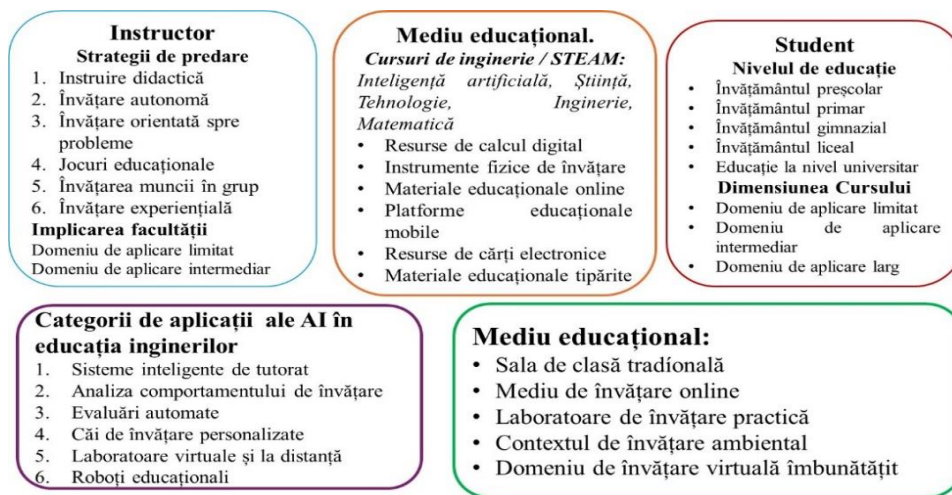 Instructor
Strategii de predare
1. Instruire didactică
2. Învățare autonomă
3. Învățare orientată spre
probleme
4. Jocuri educaționale
5. Învățarea muncii în grup
6. Învățare experiențială
Implicarea facultății
Domeniu de aplicare limitat
Domeniu de aplicare intermediar
Mediu educațional.
Cursuri de inginerie / STEAM:
Inteligență artificială, Știință,
Tehnologie, Inginerie,
Matematică
• Resurse de calcul digital
• Instrumente fizice de învățare
• Materiale educaționale online
• Platforme educaționale
mobile
• Resurse de cărți electronice
• Materiale educaționale tipărite
Student
Nivelul de educație
• Învățământul preșcolar
• Învățământul primar
• Învățământul gimnazial
• Învățământul liceal
• Educație la nivel universitar
Dimensiunea Cursului
• Domeniu de aplicare limitat
• Domeniu de aplicare
intermediar
• Domeniu de aplicare larg
Categorii de aplicații ale AI în
educația inginerilor
1. Sisteme inteligente de tutorat
2. Analiza comportamentului de învățare
3. Evaluări automate
4. Căi de învățare personalizate
5. Laboratoare virtuale și la distanță
6. Roboți educaționali
Mediu educațional:
• Sala de clasă tradíonală
• Mediu de învățare online
• Laboratoare de învățare practică
• Contextul de învățare ambiental
• Domeniu de învățare virtuală îmbunătățit